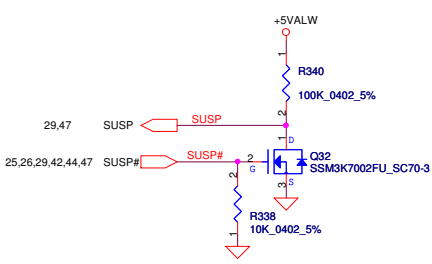 +5VALW
1
R340
100K_0402_5%
2
29,47 SUSP SUSP
1 D
25,26,29,42,44,47 SUSP# SUSP# 2 G
Q32
SSM3K7002FU_SC70-3
3 S
2
R338
10K_0402_5%
1